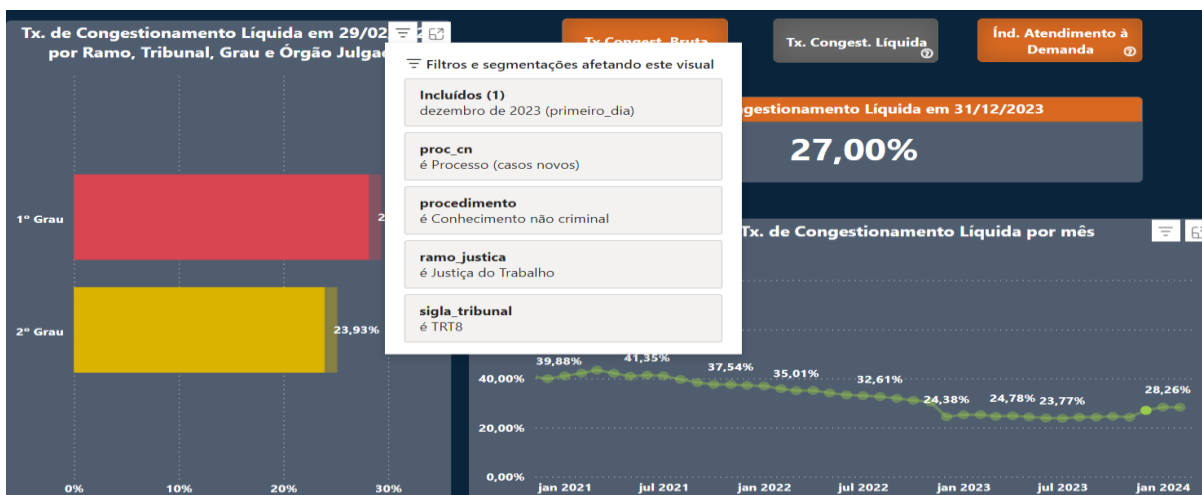 Tx. de Congestionamento Líquida em 29/02
por Ramo, Tribunal, Grau e Órgão
1º Grau
2º Grau
23,93%
0%
10%
20%
30%
Filtros e segmentações afetando este visual
Incluídos (1)
dezembro de 2023 (primeiro_dia)
proc_cn
é Processo (casos novos)
procedimento
é Conhecimento não criminal
ramo_justica
é Justiça do Trabalho
sigla_tribunal
é TRT8
Tx. Congest. Líquida
Índ. Atendimento à
Demanda
Líquida em 31/12/2023
27,00%
Tx. de Congestionamento Líquida por mês
39,88%
41,35%
37,54%
35,01%
32,61%
24,38%
24,78%
23,77%
28,26%
40,00%
20,00%
0,00%
jan 2021
jul 2021
jan 2022
jul 2022
jan 2023
jul 2023
jan 2024